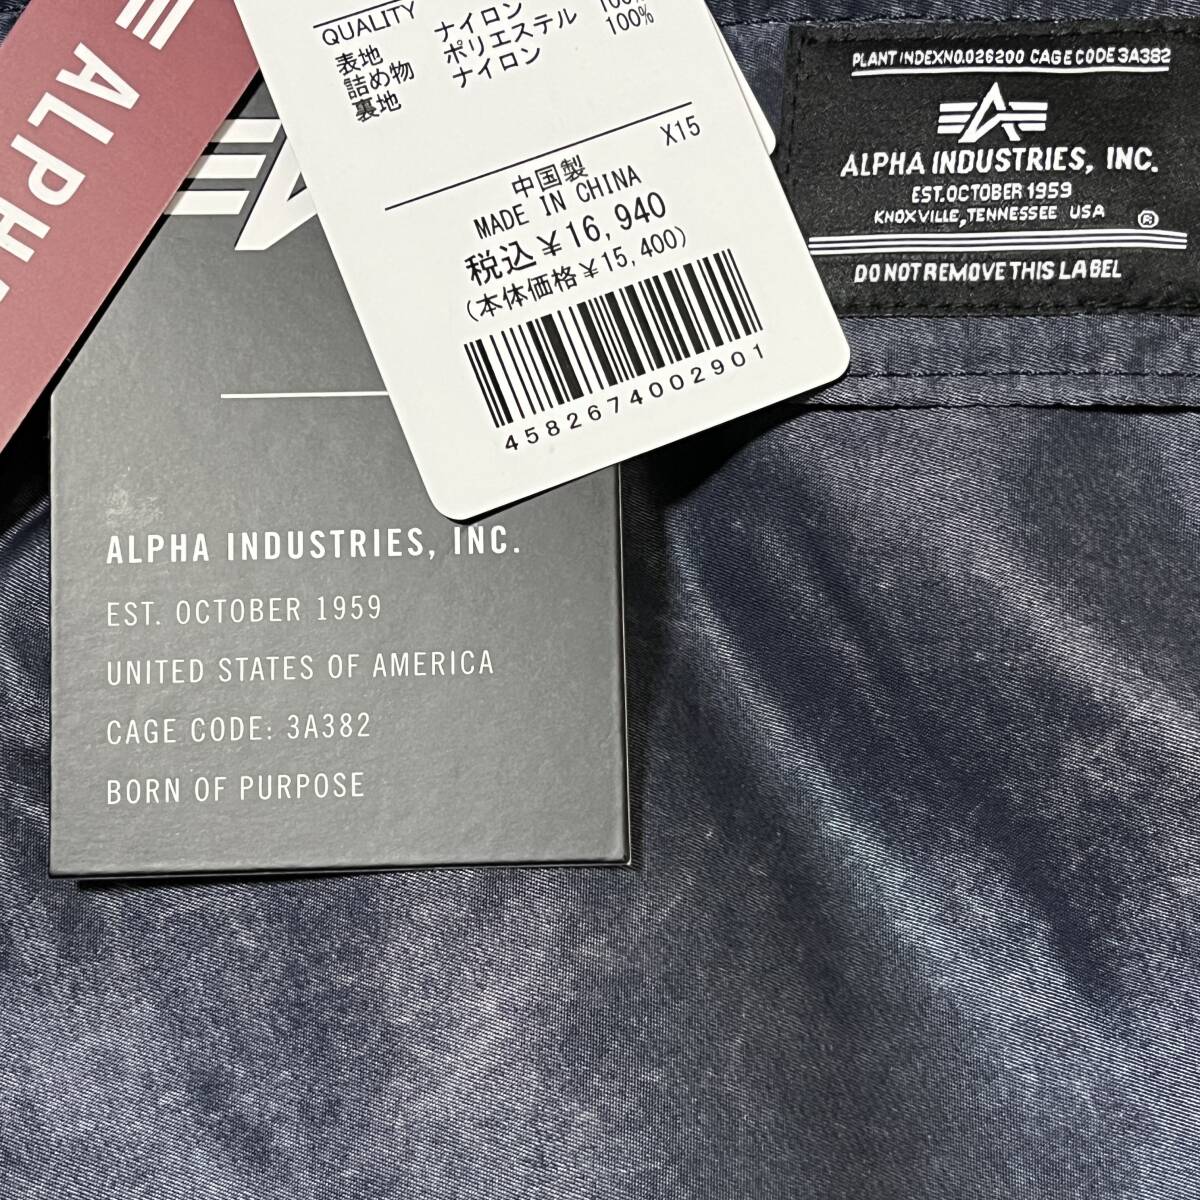 ALPHA
QUALITY
表地 ナイロン 100%
詰め物 ポリエステル 100%
裏地 ナイロン
X15
中国製
MADE IN CHINA
税込¥16,940
(本体価格¥15,400)
4582674002901
PLANT INDEXNO.026200 CAGE CODE 3A382
ALPHA INDUSTRIES, INC.
EST.OCTOBER 1959
KNOXVILLE,TENNESSEE USA ®
DO NOT REMOVE THIS LABEL
ALPHA INDUSTRIES, INC.
EST. OCTOBER 1959
UNITED STATES OF AMERICA
CAGE CODE: 3A382
BORN OF PURPOSE